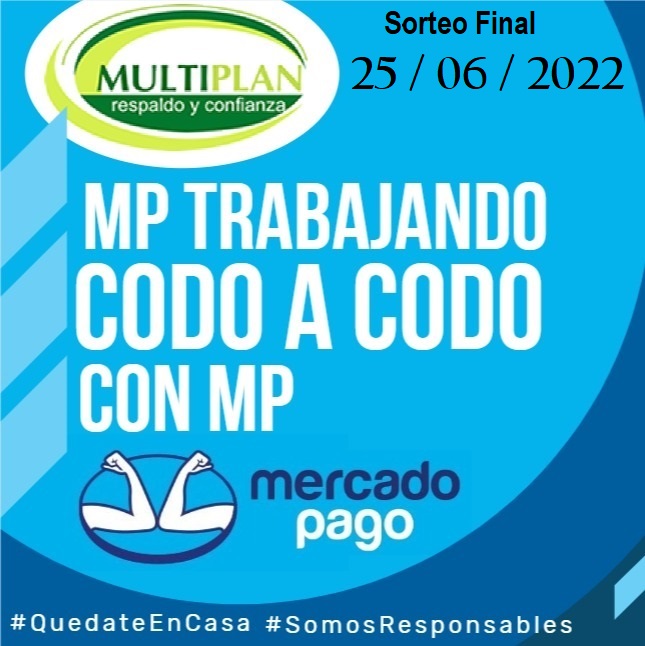 Sorteo Final
25 / 06 / 2022
MULTIPLAN
respaldo y confianza
MP TRABAJANDO
CODO A CODO
CON MP
mercado
pago
#QuedateEnCasa #SomosResponsables